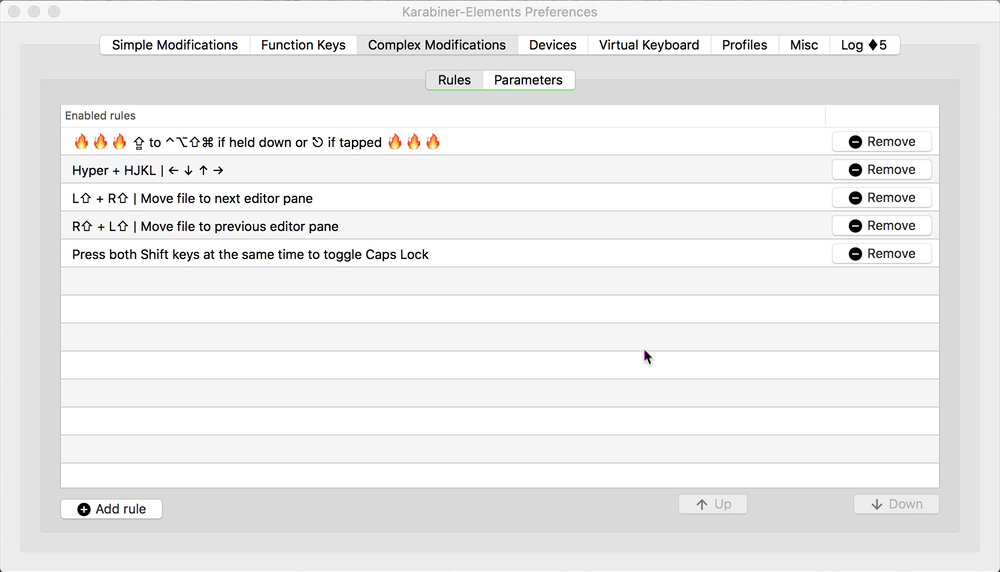 Karabiner-Elements Preferences
Simple Modifications Function Keys Complex Modifications Devices Virtual Keyboard Profiles Misc Log ♦5
Rules Parameters
Enabled rules
🔥🔥🔥 ⇪ to ⌃⌥⇧⌘ if held down or ⎋ if tapped 🔥🔥🔥 Remove
Hyper + HJKL | ← ↓ ↑ → Remove
L⇧ + R⇧ | Move file to next editor pane Remove
R⇧ + L⇧ | Move file to previous editor pane Remove
Press both Shift keys at the same time to toggle Caps Lock Remove
Add rule ↑ Up ↓ Down